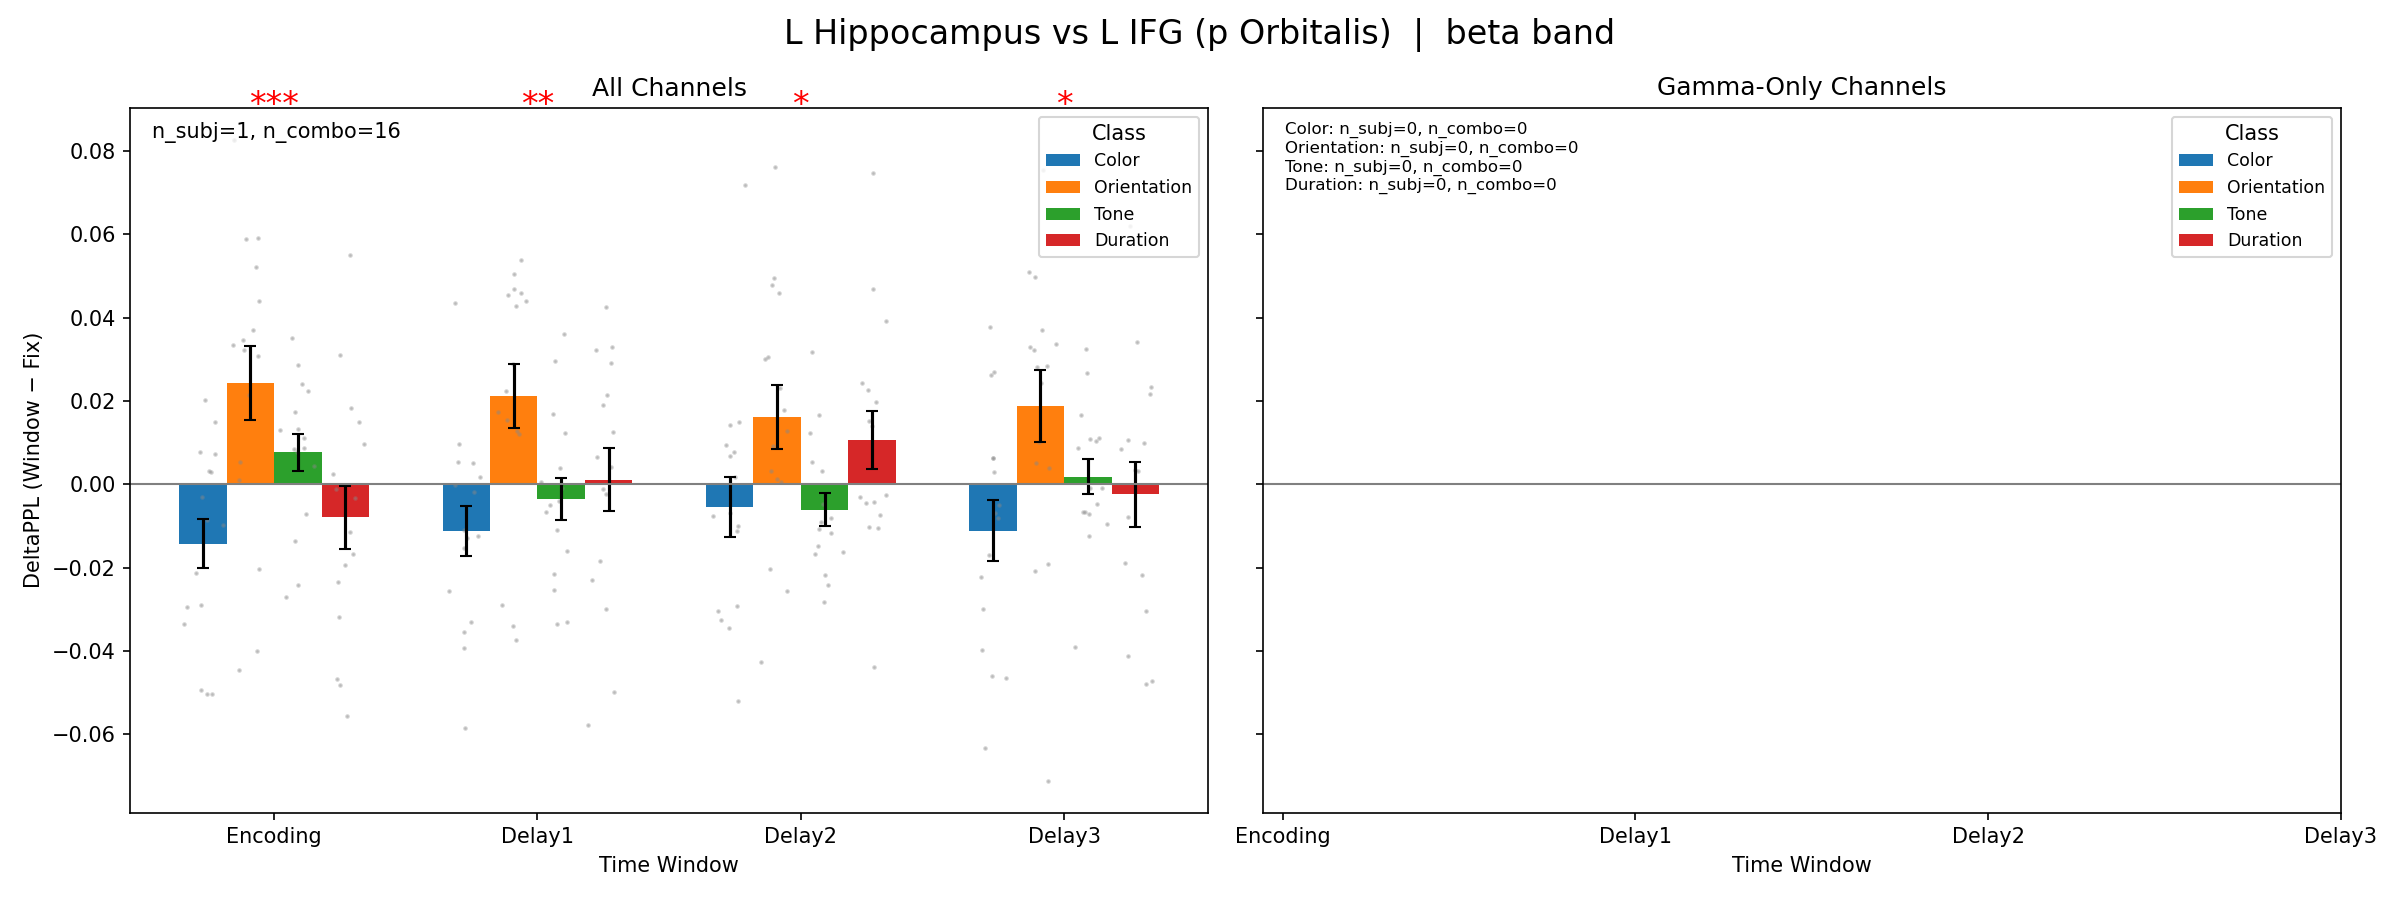 L Hippocampus vs L IFG (p Orbitalis) | beta band
All Channels
*** ** * *
n_subj=1, n_combo=16
Class
Color
Orientation
Tone
Duration
DeltaPPL (Window − Fix)
0.08
0.06
0.04
0.02
0.00
−0.02
−0.04
−0.06
Encoding Delay1 Delay2 Delay3
Time Window
Gamma-Only Channels
Color: n_subj=0, n_combo=0
Orientation: n_subj=0, n_combo=0
Tone: n_subj=0, n_combo=0
Duration: n_subj=0, n_combo=0
Class
Color
Orientation
Tone
Duration
Encoding Delay1 Delay2 Delay3
Time Window